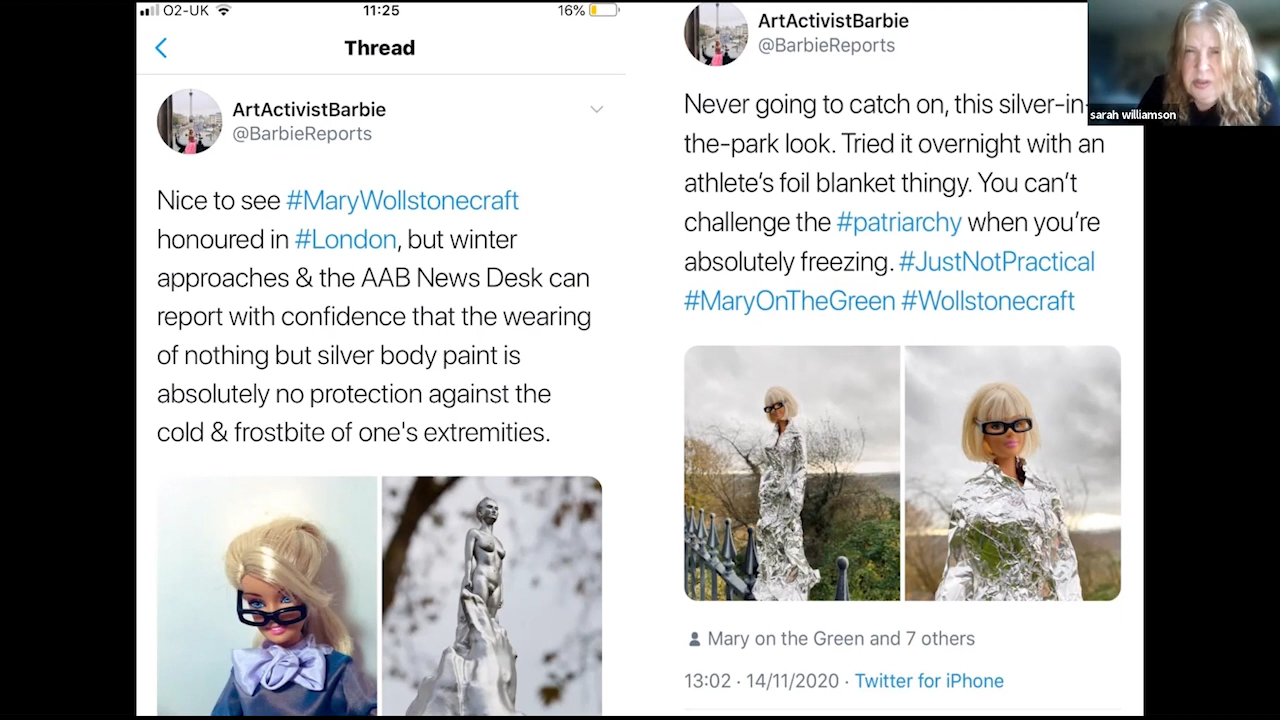 O2-UK 11:25 16%
Thread
ArtActivistBarbie
@BarbieReports
Nice to see #MaryWollstonecraft
honoured in #London, but winter
approaches & the AAB News Desk can
report with confidence that the wearing
of nothing but silver body paint is
absolutely no protection against the
cold & frostbite of one's extremities.
ArtActivistBarbie
@BarbieReports
Never going to catch on, this silver-in-
the-park look. Tried it overnight with an
athlete’s foil blanket thingy. You can’t
challenge the #patriarchy when you’re
absolutely freezing. #JustNotPractical
#MaryOnTheGreen #Wollstonecraft
Mary on the Green and 7 others
13:02 · 14/11/2020 · Twitter for iPhone
sarah williamson